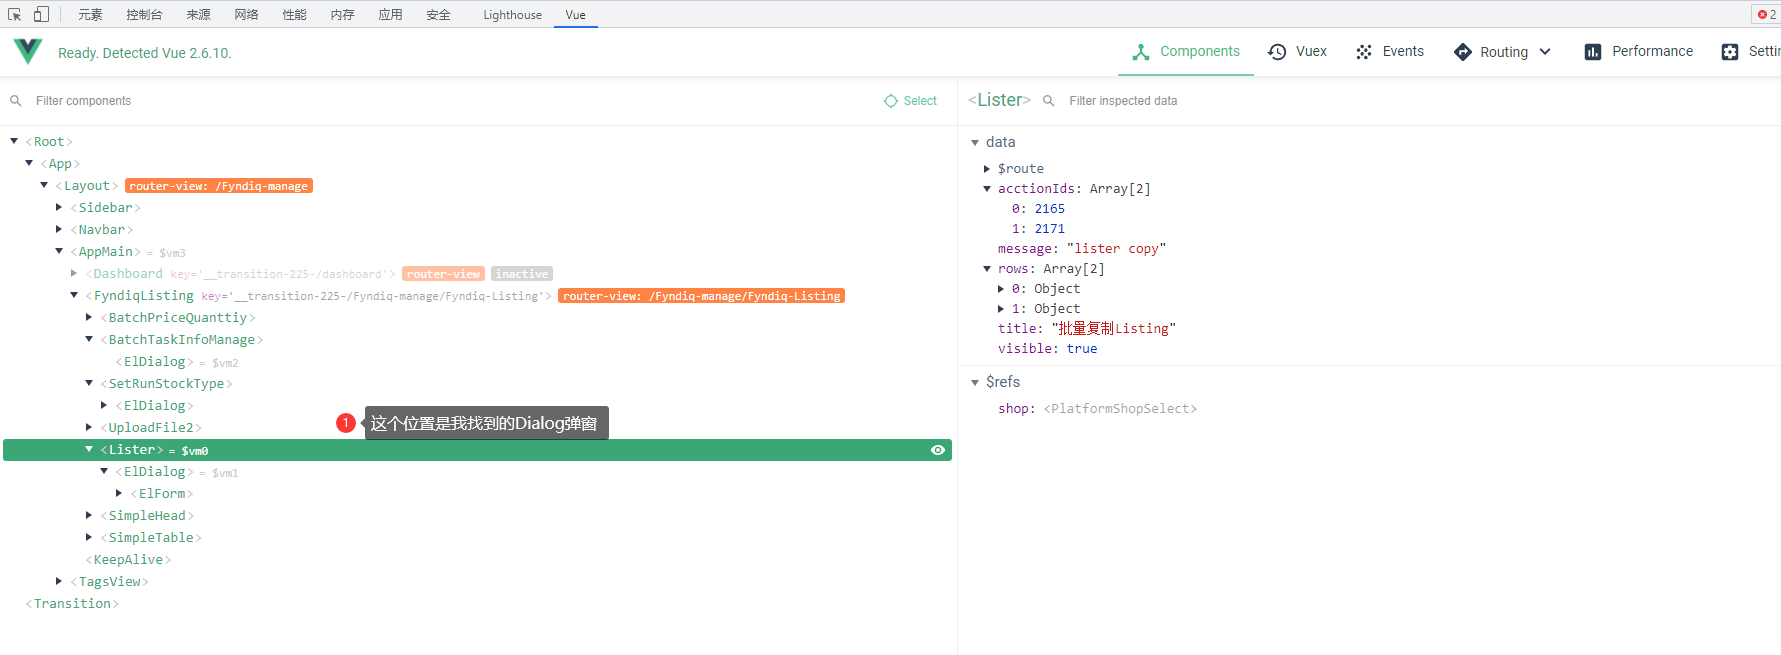 元素 控制台 来源 网络 性能 内存 应用 安全 Lighthouse Vue 2
Ready. Detected Vue 2.6.10.
Components Vuex Events Routing Performance Settin
Filter components Select
<Lister> Filter inspected data
<Root>
<App>
<Layout> router-view: /Fyndiq-manage
<Sidebar>
<Navbar>
<AppMain> = $vm3
<Dashboard key='__transition-225-/dashboard'> router-view inactive
<FyndiqListing key='__transition-225-/Fyndiq-manage/Fyndiq-Listing'> router-view: /Fyndiq-manage/Fyndiq-Listing
<BatchPriceQuanttiy>
<BatchTaskInfoManage>
<ElDialog> = $vm2
<SetRunStockType>
<ElDialog>
1 这个位置是我找到的Dialog弹窗
<UploadFile2>
<Lister> = $vm0
<ElDialog> = $vm1
<ElForm>
<SimpleHead>
<SimpleTable>
<KeepAlive>
<TagsView>
<Transition>
data
$route
acctionIds: Array[2]
0: 2165
1: 2171
message: "lister copy"
rows: Array[2]
0: Object
1: Object
title: "批量复制Listing"
visible: true
$refs
shop: <PlatformShopSelect>